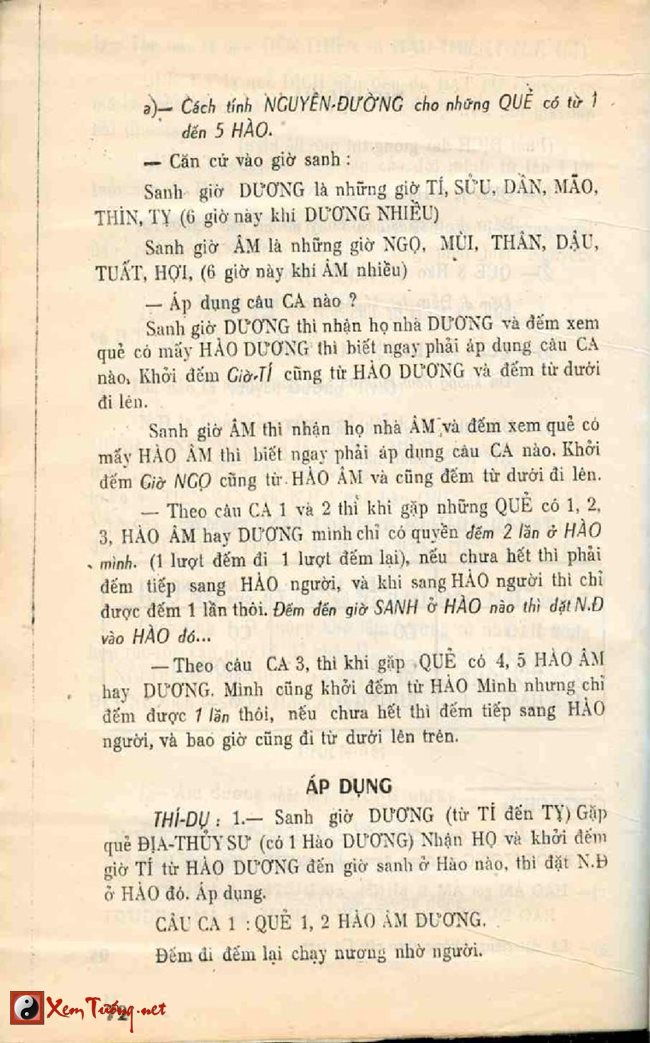 a)— Cách tính NGUYÊN-ĐƯỜNG cho những QUẺ có từ 1
đến 5 HÀO.
— Căn cứ vào giờ sanh :
Sanh giờ DƯƠNG là những giờ TÍ, SỬU, DẦN, MÃO,
THÌN, TỴ (6 giờ này khí DƯƠNG NHIỀU)
Sanh giờ ÂM là những giờ NGỌ, MÙI, THÂN, DẬU,
TUẤT, HỢI, (6 giờ này khí ÂM nhiều)
— Áp dụng câu CA nào ?
Sanh giờ DƯƠNG thì nhận họ nhà DƯƠNG và đếm xem
quẻ có mấy HÀO DƯƠNG thì biết ngay phải áp dụng câu CA
nào. Khởi đếm Giờ-TÍ cũng từ HÀO DƯƠNG và đếm từ dưới
đi lên.
Sanh giờ ÂM thì nhận họ nhà ÂM và đếm xem quẻ có
mấy HÀO ÂM thì biết ngay phải áp dụng câu CA nào. Khởi
đếm Giờ NGỌ cũng từ HÀO ÂM và cũng đếm từ dưới đi lên.
— Theo câu CA 1 và 2 thì khi gặp những QUẺ có 1, 2,
3, HÀO ÂM hay DƯƠNG mình chỉ có quyền đếm 2 lần ở HÀO
mình. (1 lượt đếm đi 1 lượt đếm lại), nếu chưa hết thì phải
đếm tiếp sang HÀO người, và khi sang HÀO người thì chỉ
được đếm 1 lần thôi. Đếm đến giờ SANH ở HÀO nào thì đặt N.Đ
vào HÀO đó...
— Theo câu CA 3, thì khi gặp QUẺ có 4, 5 HÀO ÂM
hay DƯƠNG. Mình cũng khởi đếm từ HÀO Mình nhưng chỉ
đếm được 1 lần thôi, nếu chưa hết thì đếm tiếp sang HÀO
người, và bao giờ cũng đi từ dưới lên trên.
ÁP DỤNG
THÍ-DỤ : 1.— Sanh giờ DƯƠNG (từ TÍ đến TỴ) Gặp
quẻ ĐỊA-THỦY SƯ (có 1 Hào DƯƠNG) Nhận HỌ và khởi đếm
giờ TÍ từ HÀO DƯƠNG đến giờ sanh ở Hào nào, thì đặt N.Đ
ở HÀO đó. Áp dụng.
CÂU CA 1 : QUẺ 1, 2 HÀO ÂM DƯƠNG.
Đếm đi đếm lại chạy nương nhờ người.
XemTướng.net
72